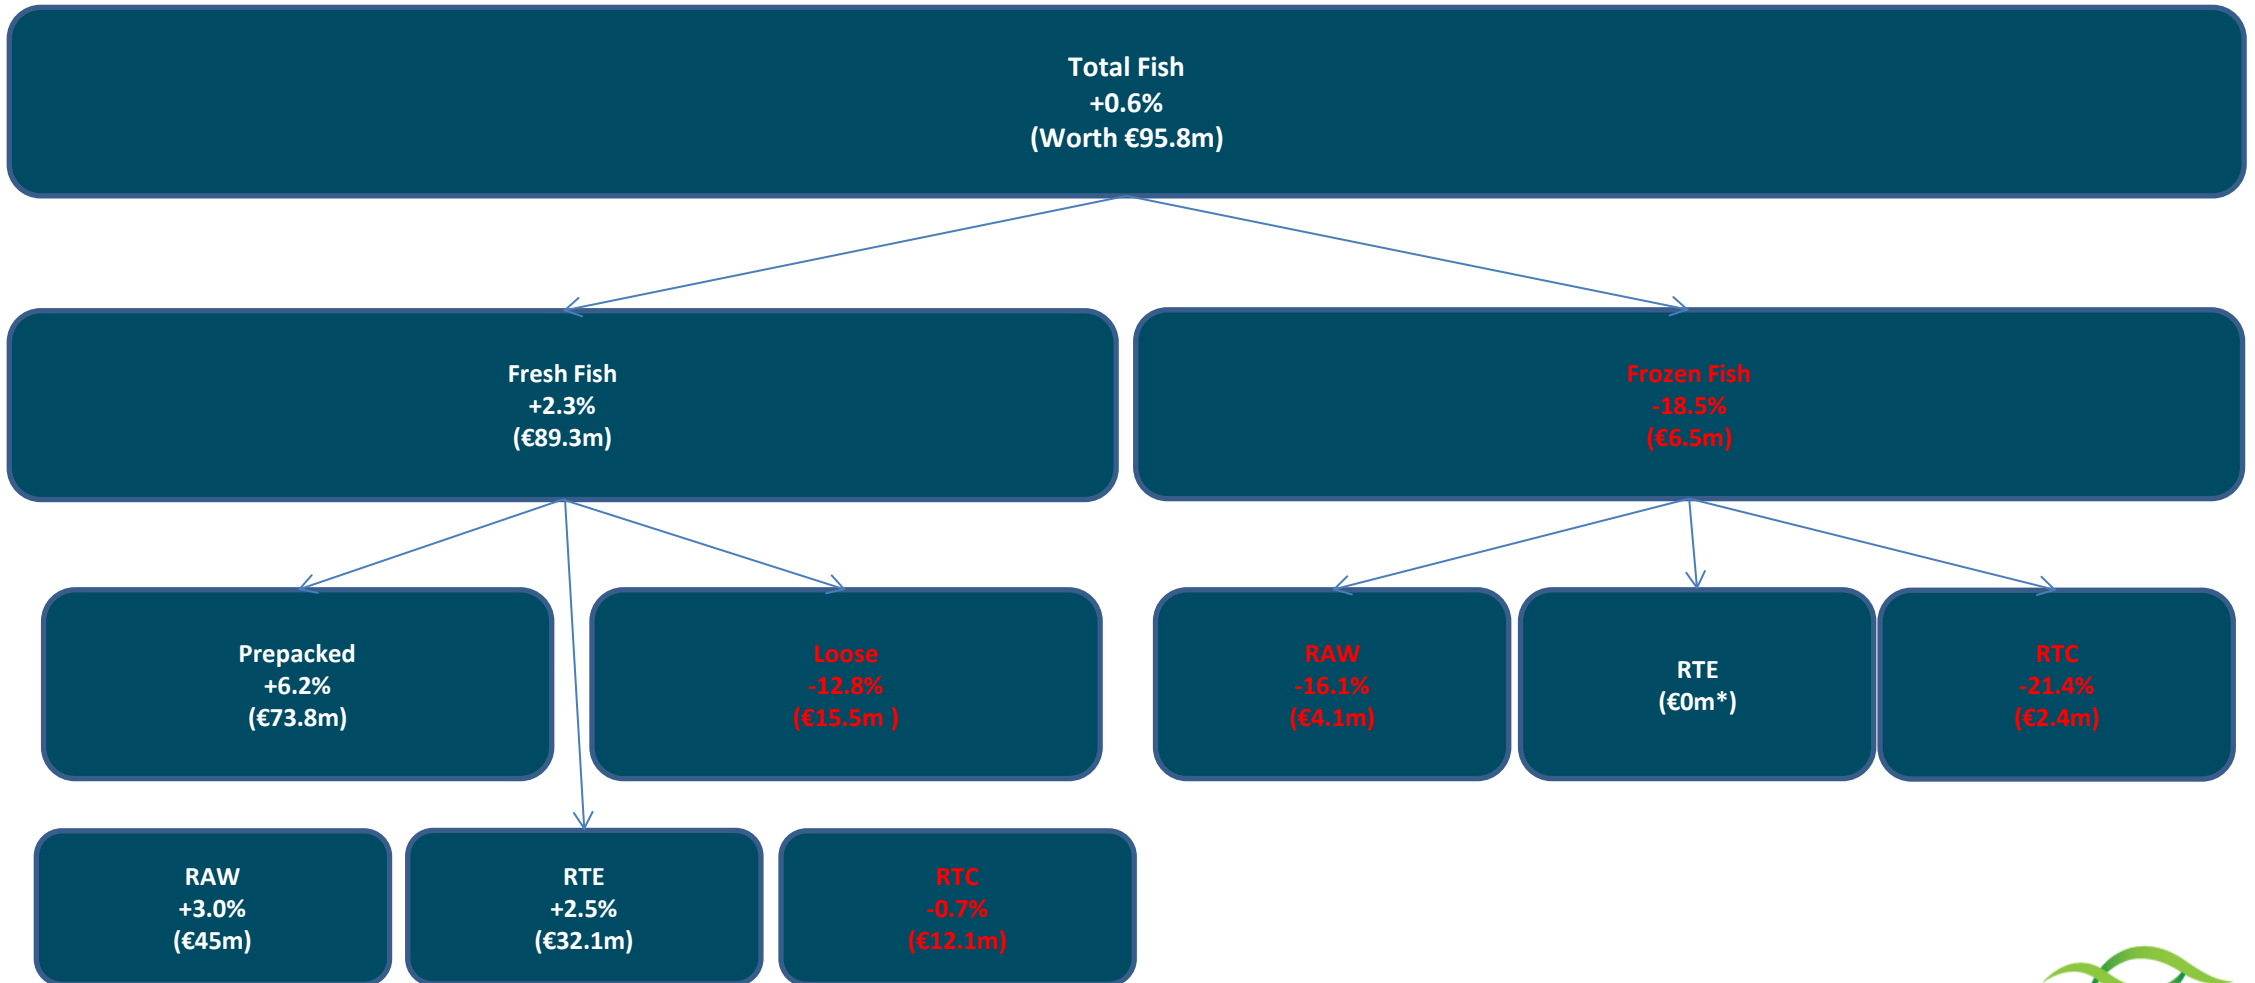 Total Fish
+0.6%
(Worth €95.8m)
Fresh Fish
+2.3%
(€89.3m)
Frozen Fish
-18.5%
(€6.5m)
Prepacked
+6.2%
(€73.8m)
Loose
-12.8%
(€15.5m )
RAW
-16.1%
(€4.1m)
RTE
(€0m*)
RTC
-21.4%
(€2.4m)
RAW
+3.0%
(€45m)
RTE
+2.5%
(€32.1m)
RTC
-0.7%
(€12.1m)